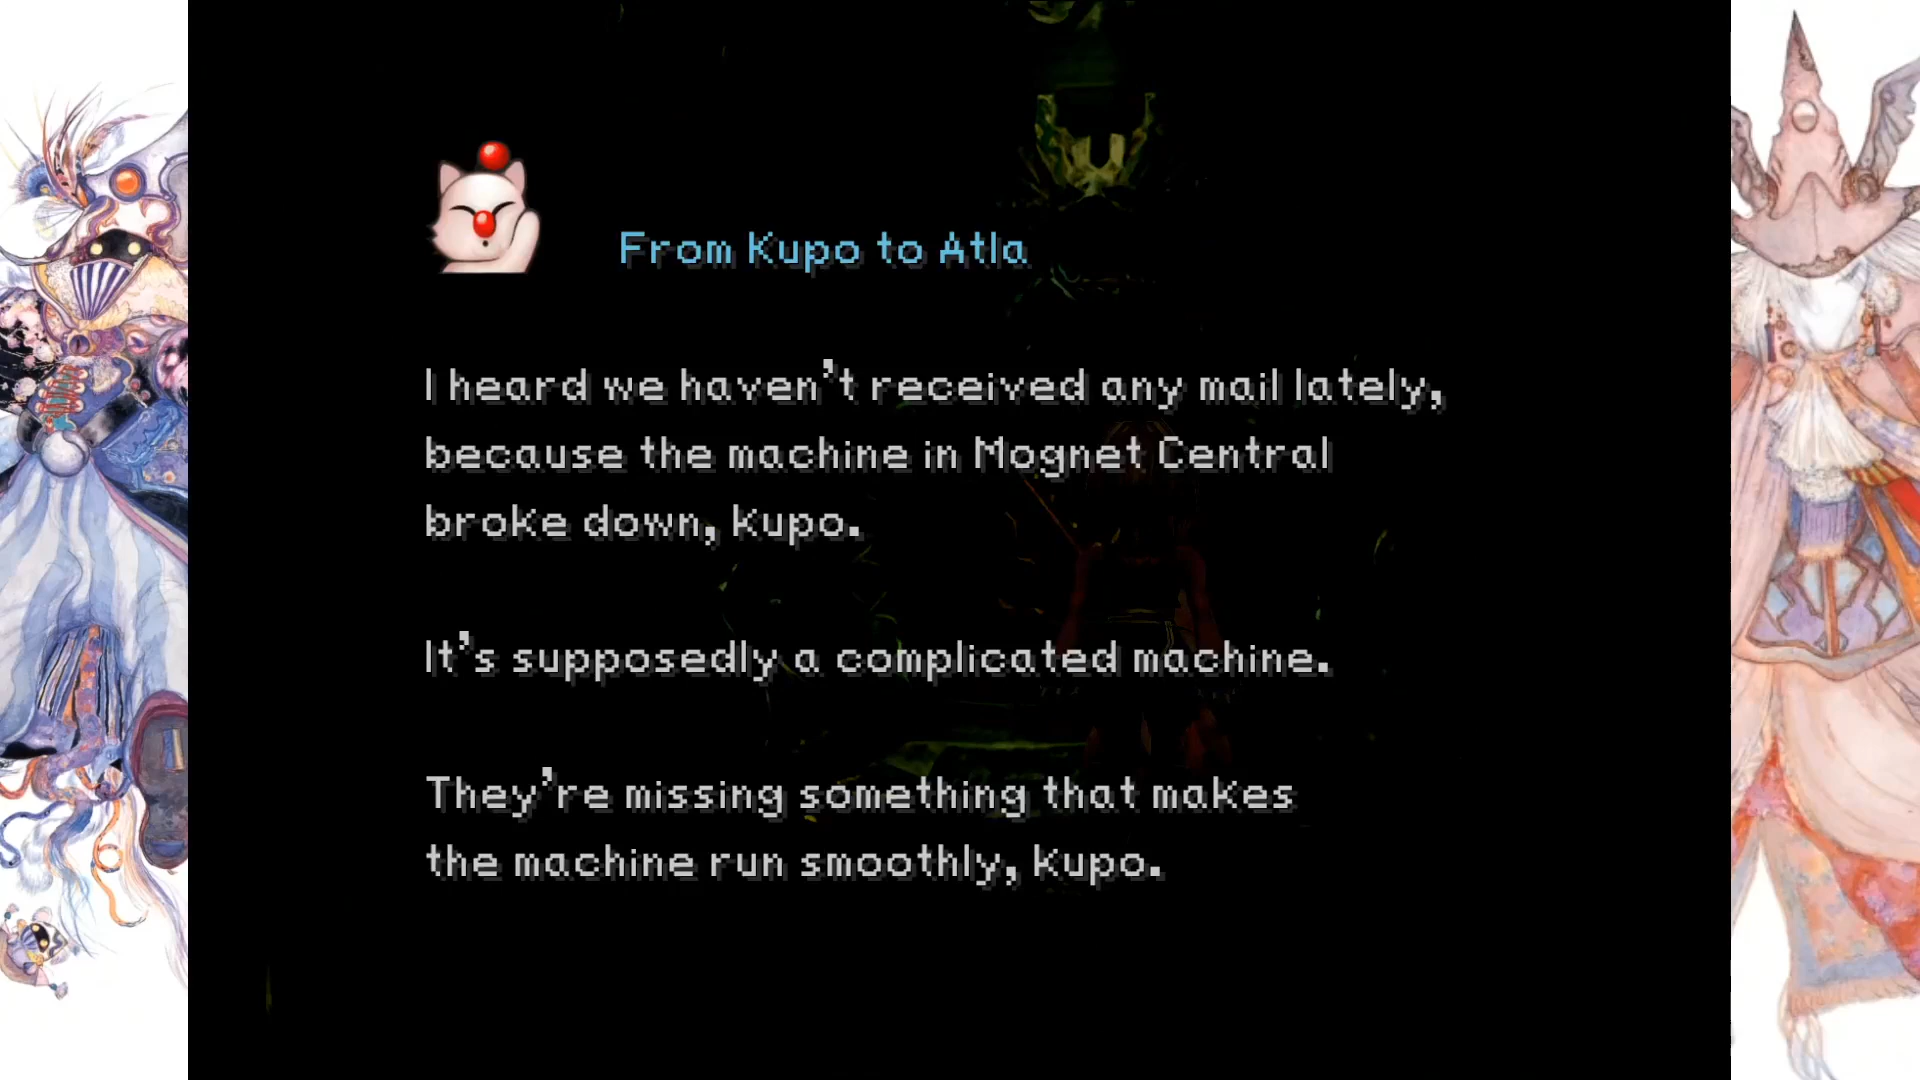 From Kupo to Atla
I heard we haven't received any mail lately,
because the machine in Mognet Central
broke down, kupo.
It's supposedly a complicated machine.
They're missing something that makes
the machine run smoothly, kupo.